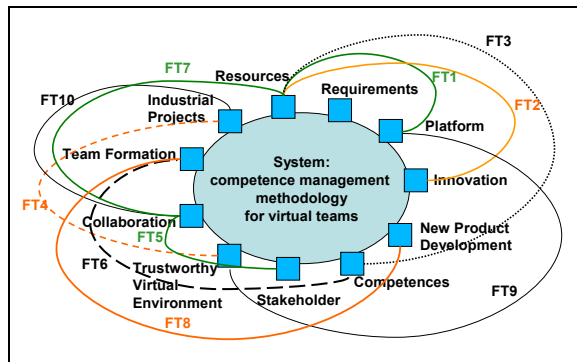 FT3
FT7
Resources
FT1
FT10
Industrial
Projects
Requirements
FT2
Platform
Team Formation
System:
competence management
methodology
for virtual teams
Innovation
FT4
Collaboration
FT5
New Product
Development
FT6
Trustworthy
Virtual
Environment
Competences
Stakeholder
FT9
FT8